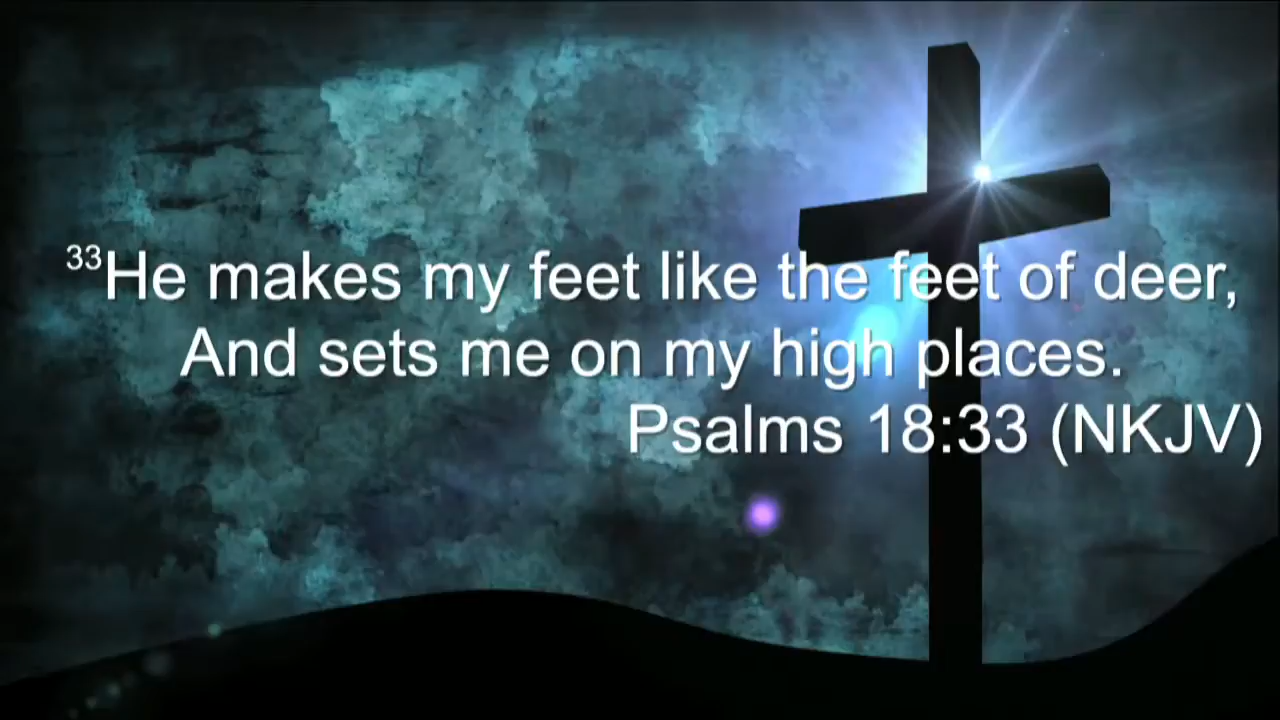 33He makes my feet like the feet of deer,
And sets me on my high places.
Psalms 18:33 (NKJV)